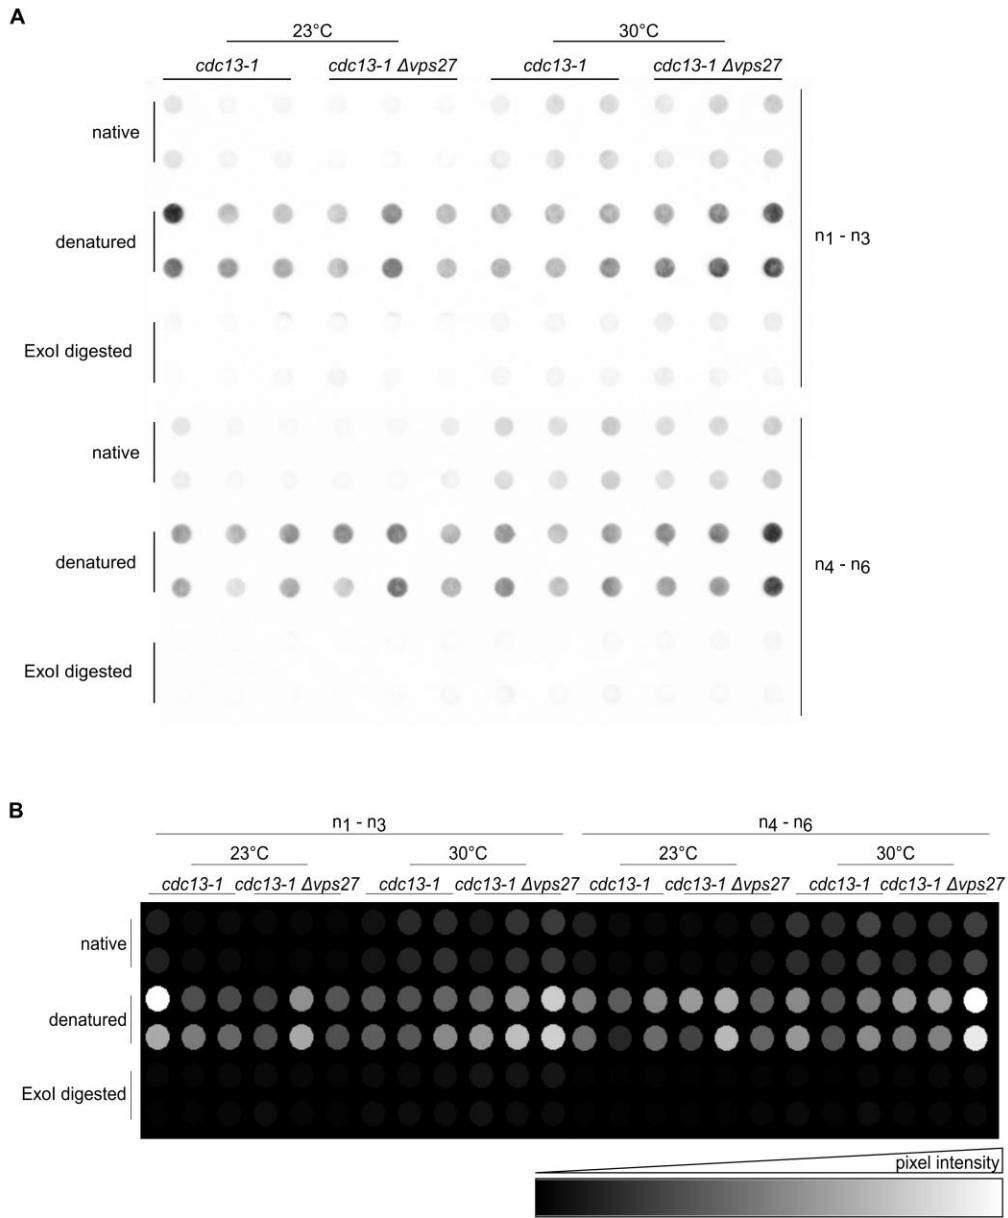 A
23°C 30°C
cdc13-1 cdc13-1 Δvps27 cdc13-1 cdc13-1 Δvps27
native
denatured
n1 - n3
ExoI digested
native
denatured
n4 - n6
ExoI digested
B
n1 - n3 n4 - n6
23°C 30°C 23°C 30°C
cdc13-1 cdc13-1 Δvps27 cdc13-1 cdc13-1 Δvps27 cdc13-1 cdc13-1 Δvps27 cdc13-1 cdc13-1 Δvps27
native
denatured
ExoI digested
pixel intensity